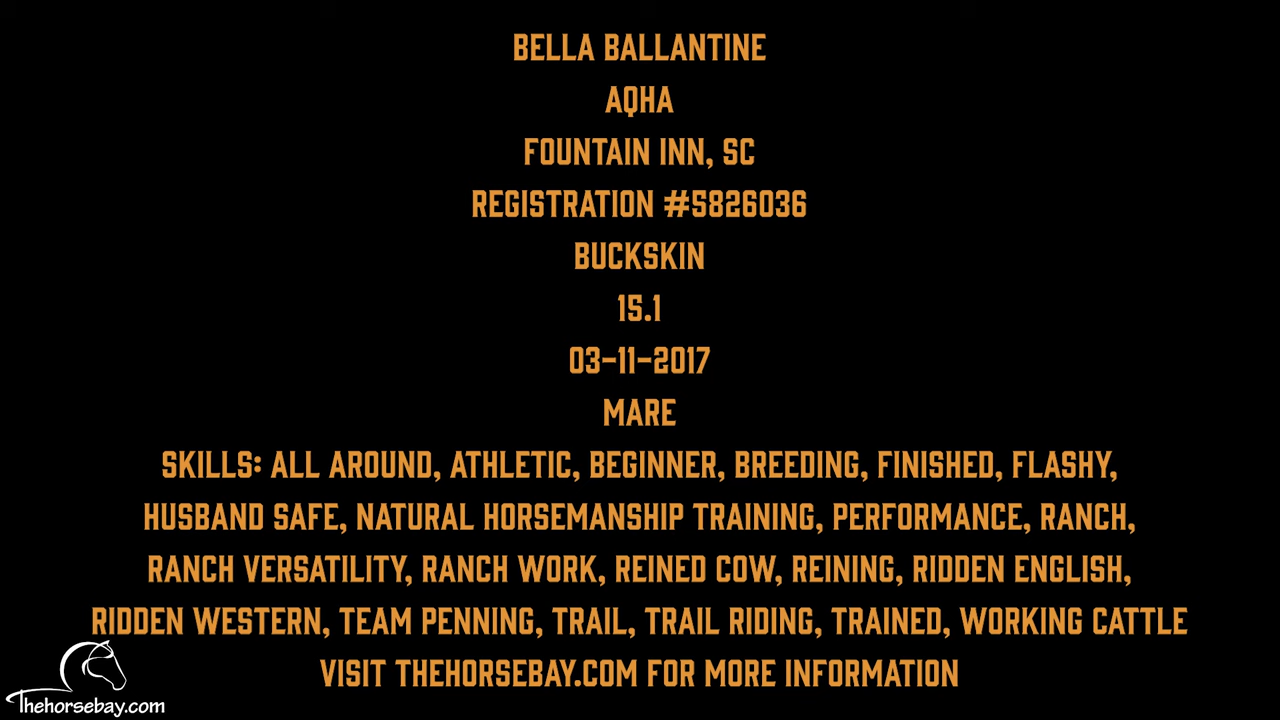 BELLA BALLANTINE
AQHA
FOUNTAIN INN, SC
REGISTRATION #5826036
BUCKSKIN
15.1
03-11-2017
MARE
SKILLS: ALL AROUND, ATHLETIC, BEGINNER, BREEDING, FINISHED, FLASHY,
HUSBAND SAFE, NATURAL HORSEMANSHIP TRAINING, PERFORMANCE, RANCH,
RANCH VERSATILITY, RANCH WORK, REINED COW, REINING, RIDDEN ENGLISH,
RIDDEN WESTERN, TEAM PENNING, TRAIL, TRAIL RIDING, TRAINED, WORKING CATTLE
VISIT THEHORSEBAY.COM FOR MORE INFORMATION
Thehorsebay.com